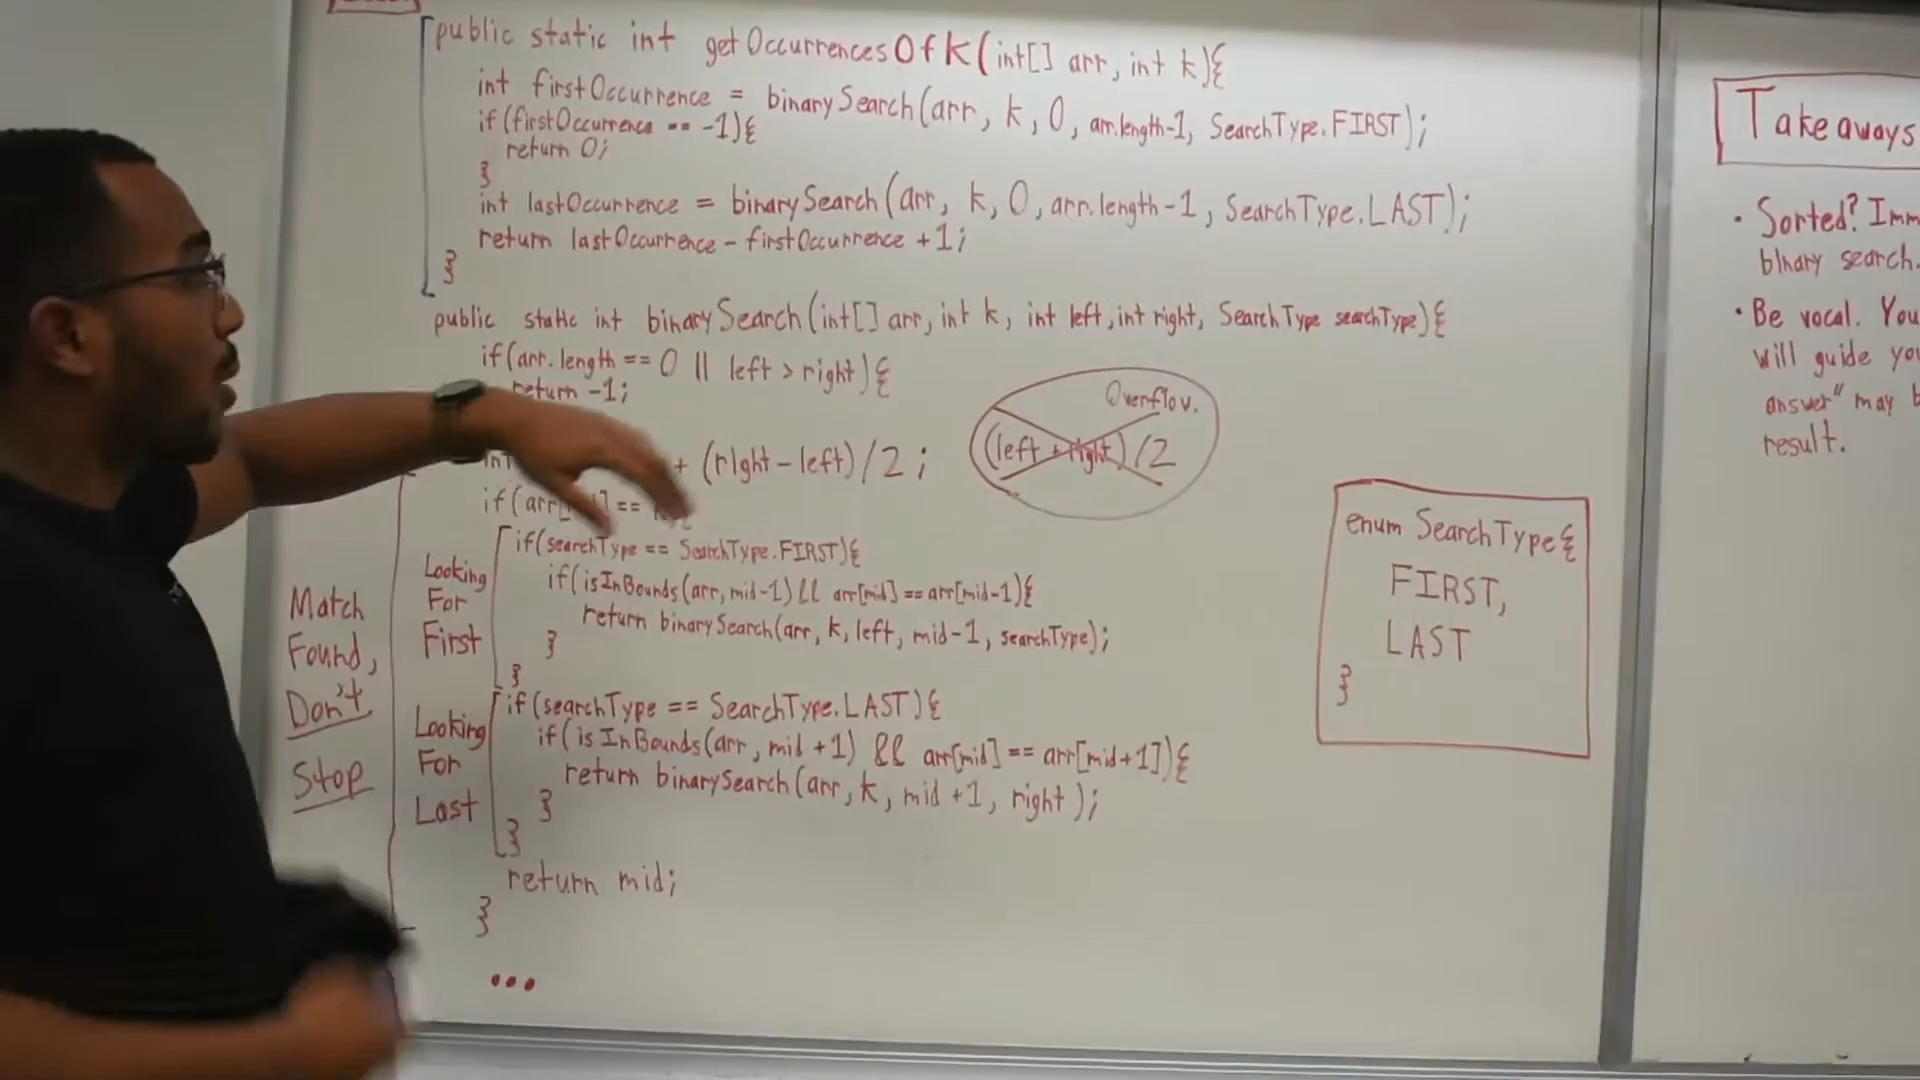 public static int getOccurrencesOfK(int[] arr, int k){
int firstOccurrence = binarySearch(arr, k, 0, arr.length-1, SearchType.FIRST);
if(firstOccurrence == -1){
return 0;
}
int lastOccurrence = binarySearch(arr, k, 0, arr.length-1, SearchType.LAST);
return lastOccurrence - firstOccurrence +1;
}
public static int binarySearch(int[] arr, int k, int left, int right, SearchType searchType){
if(arr.length == 0 || left > right){
return -1;
int + (right-left)/2;
if(arr[ ] ==
if(searchType == SearchType.FIRST){
if(isInBounds(arr, mid-1) && arr[mid] == arr[mid-1){
return binarySearch(arr, k, left, mid-1, searchType);
}
}
if(searchType == SearchType.LAST){
if(isInBounds(arr, mid +1) && arr[mid] == arr[mid+1]){
return binarySearch(arr, k, mid +1, right);
}
}
return mid;
}
...
Match
Found,
Don't
Stop
Looking
For
First
Looking
For
Last
Overflow.
(left + right)/2
enum SearchType{
FIRST,
LAST
}
Takeaways
• Sorted? Imm
binary search.
• Be vocal. You
will guide yo
answer" may b
result.